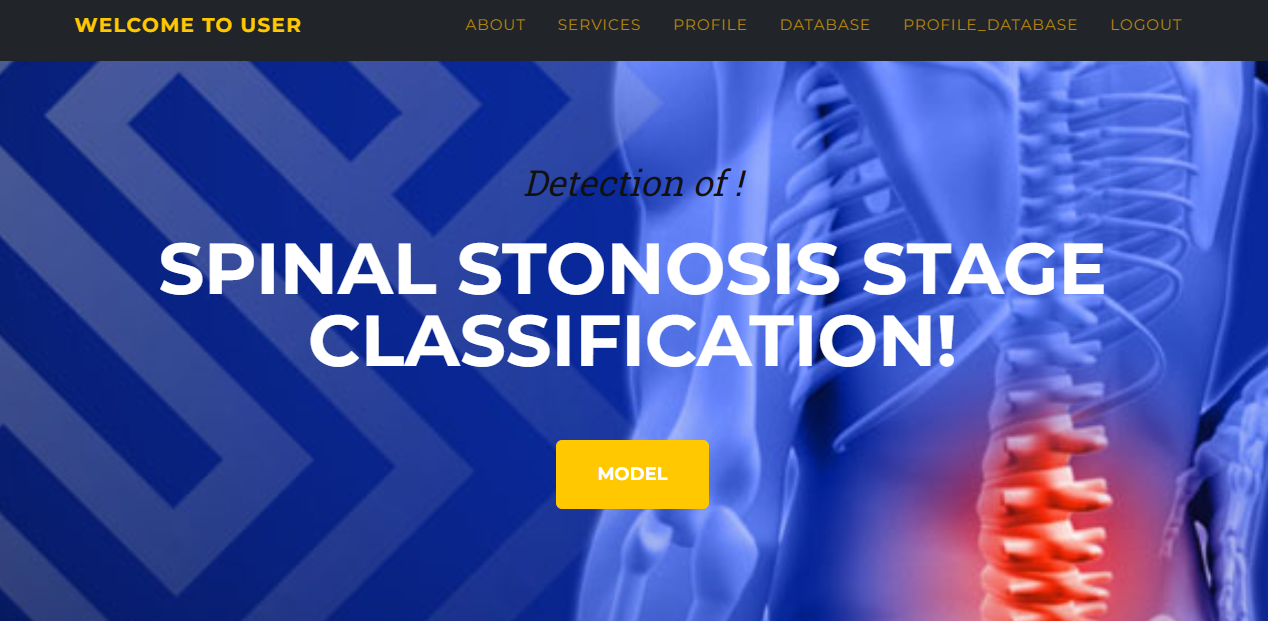 WELCOME TO USER
ABOUT SERVICES PROFILE DATABASE PROFILE_DATABASE LOGOUT
Detection of !
SPINAL STONOSIS STAGE
CLASSIFICATION!
MODEL